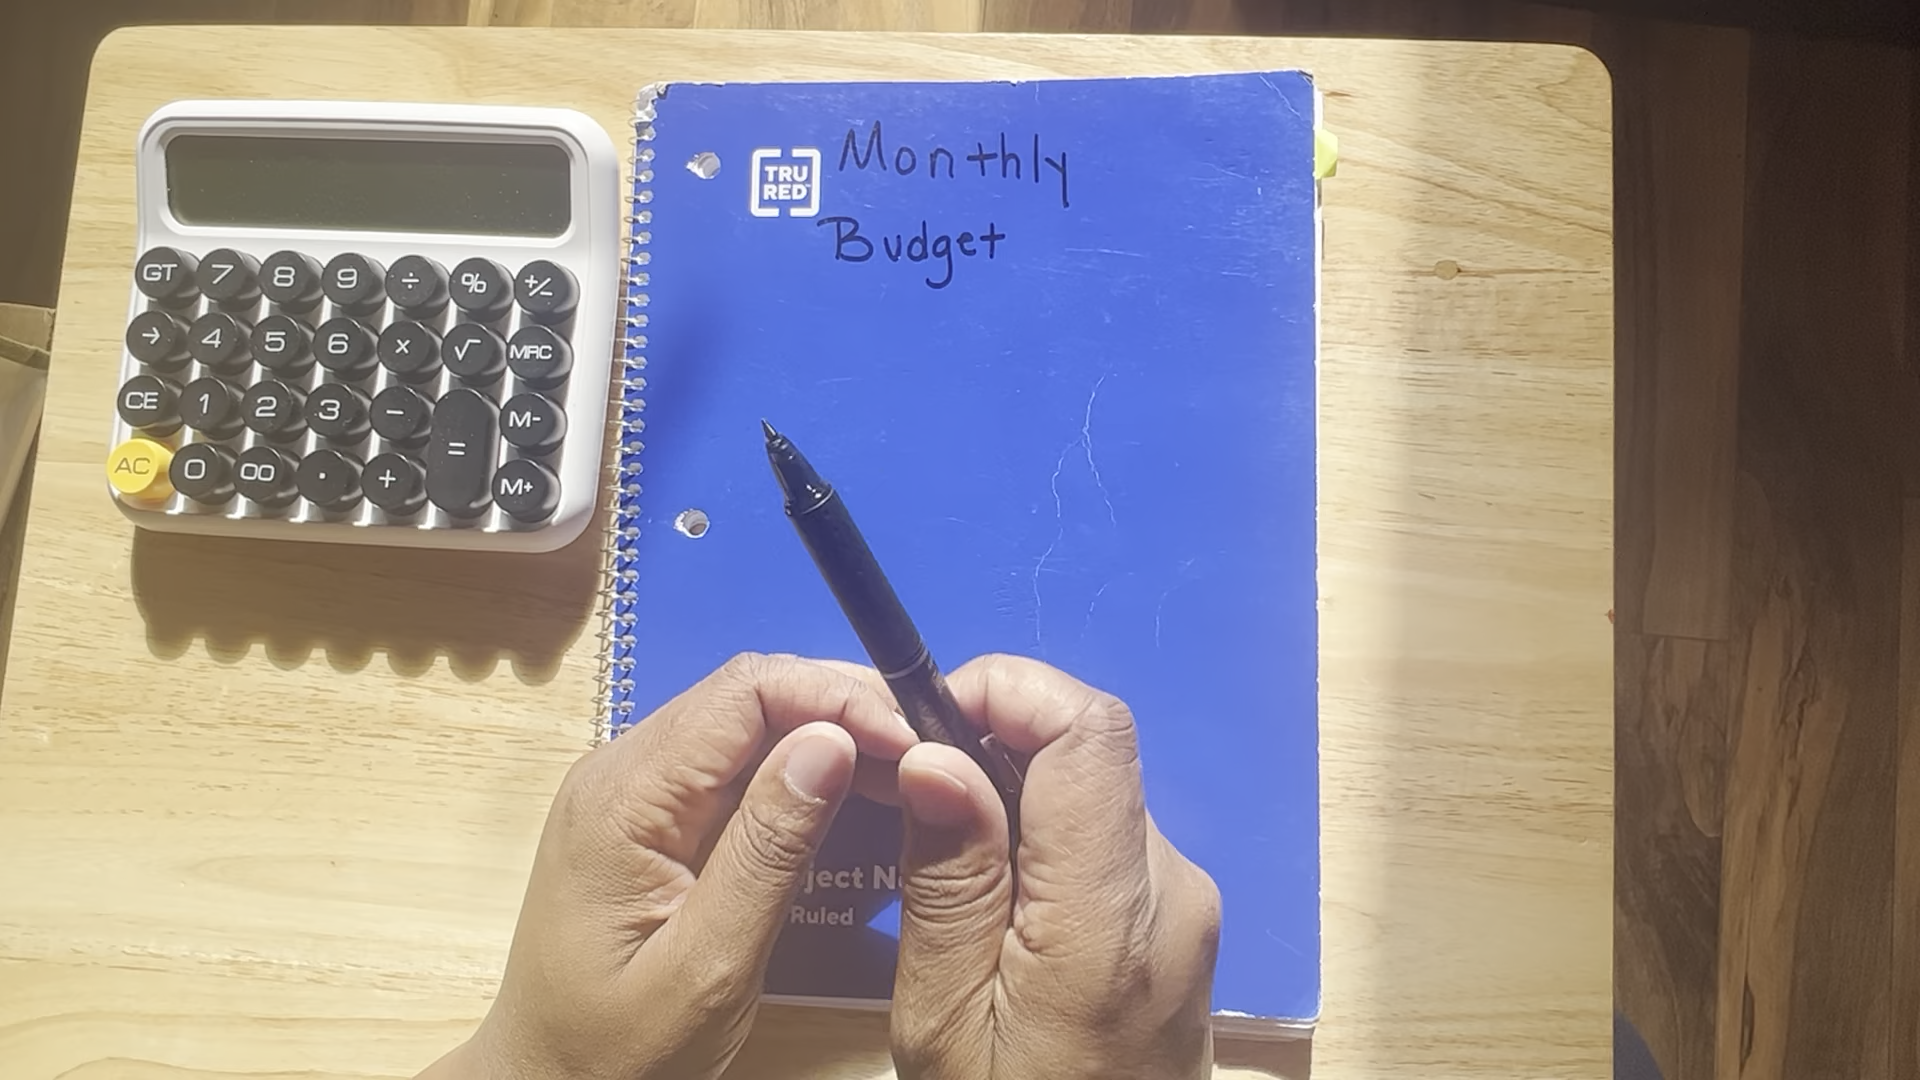 Monthly
Budget
TRU
RED
GT 7 8 9 ÷ % +/-
→ 4 5 6 x √ MRC
CE 1 2 3 - M-
AC 0 00 . + = M+
ject N
Ruled